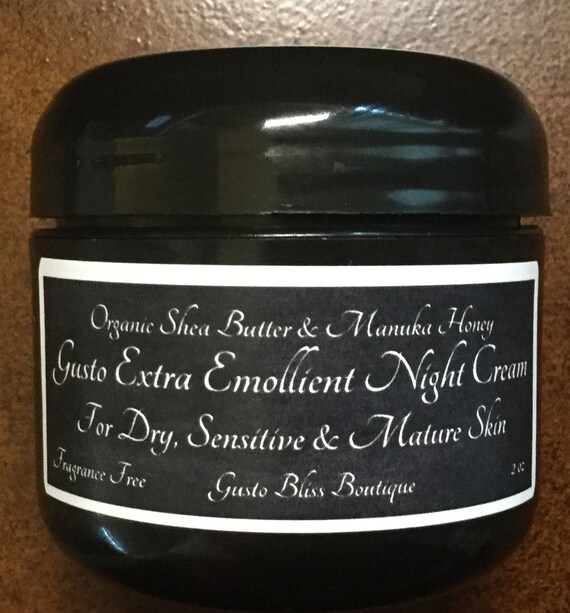 Organic Shea Butter & Manuka Honey
Gusto Extra Emollient Night Cream
For Dry, Sensitive & Mature Skin
Fragrance Free
Gusto Bliss Boutique
2 oz